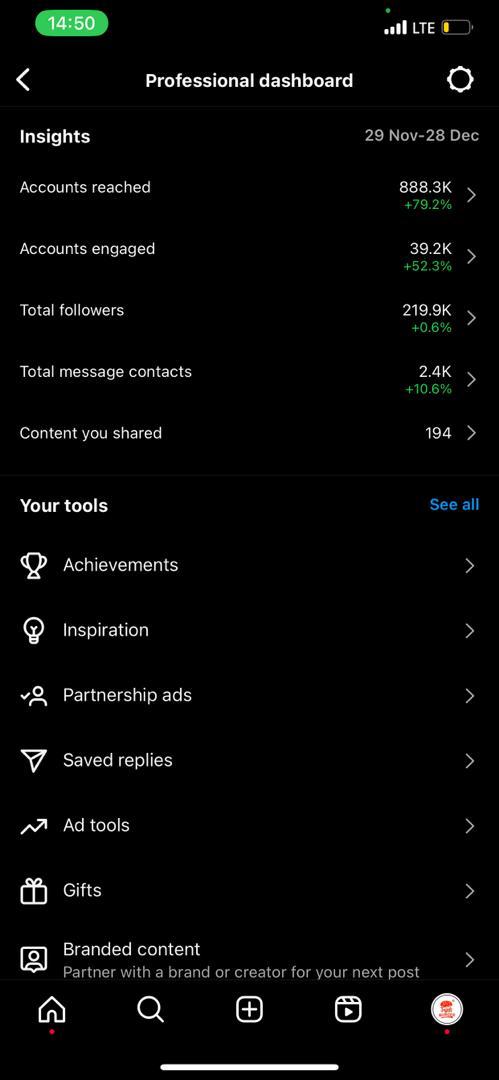 14:50
LTE
Professional dashboard
Insights
29 Nov-28 Dec
Accounts reached
888.3K
+79.2%
Accounts engaged
39.2K
+52.3%
Total followers
219.9K
+0.6%
Total message contacts
2.4K
+10.6%
Content you shared
194
Your tools
See all
Achievements
Inspiration
Partnership ads
Saved replies
Ad tools
Gifts
Branded content
Partner with a brand or creator for your next post